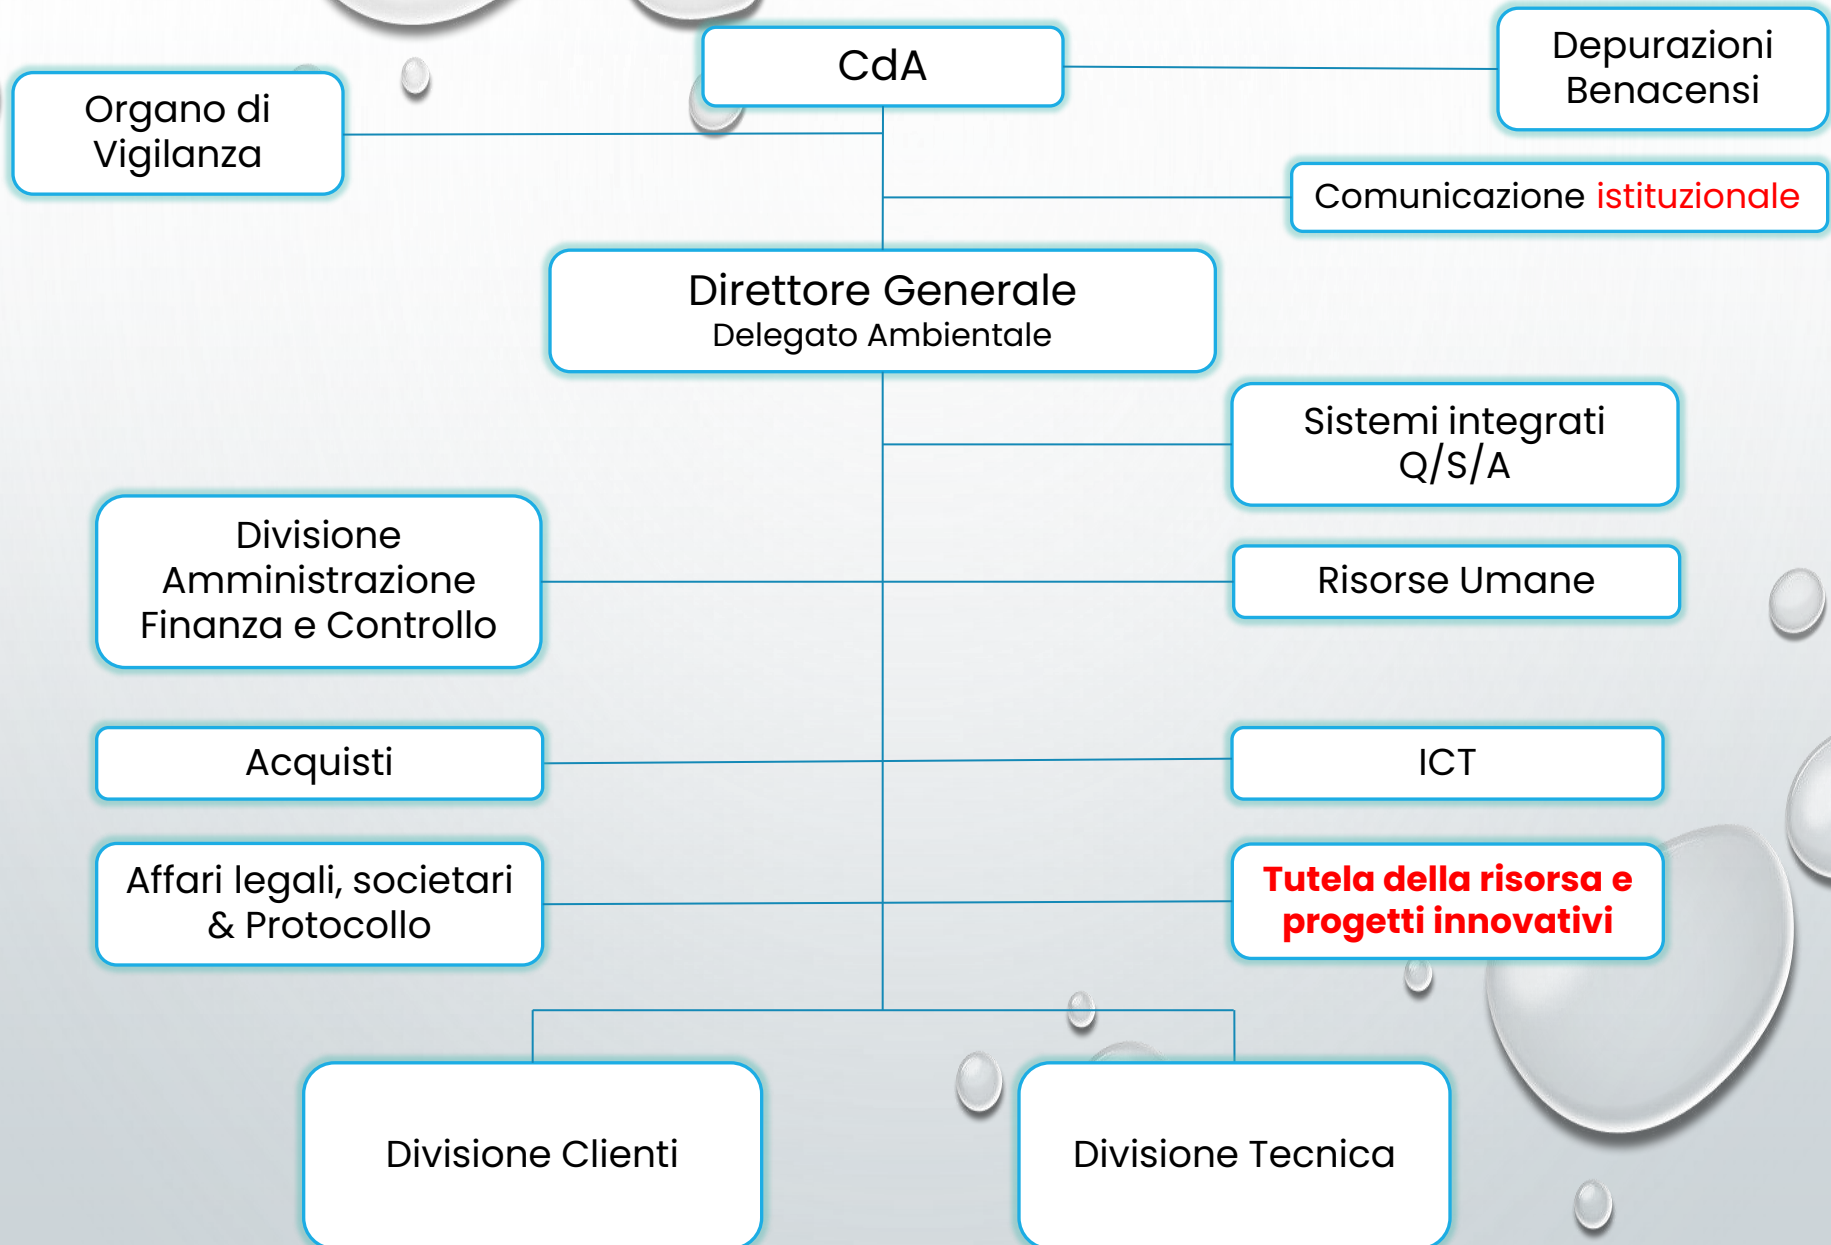 CdA
Depurazioni
Benacensi
Organo di
Vigilanza
Comunicazione istituzionale
Direttore Generale
Delegato Ambientale
Sistemi integrati
Q/S/A
Divisione
Amministrazione
Finanza e Controllo
Risorse Umane
Acquisti
ICT
Affari legali, societari
& Protocollo
Tutela della risorsa e
progetti innovativi
Divisione Clienti
Divisione Tecnica